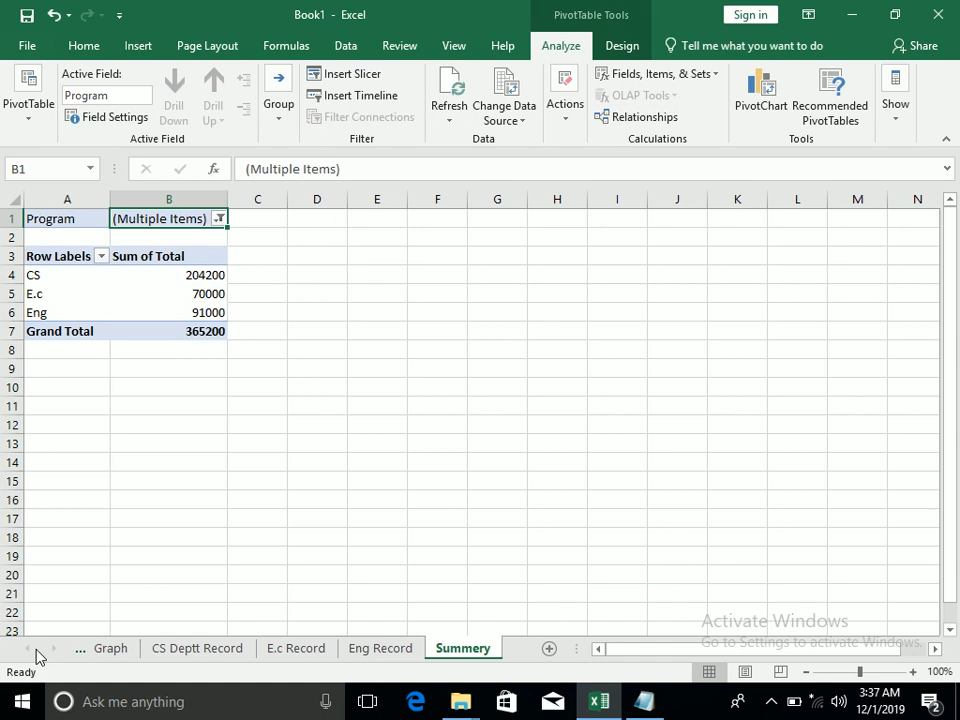 Book1 - Excel
PivotTable Tools
Sign in
File
Home
Insert
Page Layout
Formulas
Data
Review
View
Help
Analyze
Design
Tell me what you want to do
Share
PivotTable
Active Field:
Program
Field Settings
Drill Down
Drill Up
Active Field
Group
Insert Slicer
Insert Timeline
Filter Connections
Filter
Refresh
Change Data Source
Data
Actions
Fields, Items, & Sets
OLAP Tools
Relationships
Calculations
PivotChart
Recommended PivotTables
Tools
Show
B1
fx
(Multiple Items)
A B C D E F G H I J K L M N
1 Program (Multiple Items)
2
3 Row Labels Sum of Total
4 CS 204200
5 E.c 70000
6 Eng 91000
7 Grand Total 365200
8
9
10
11
12
13
14
15
16
17
18
19
20
21
22
23
Activate Windows
Go to Settings to activate Windows.
... Graph
CS Deptt Record
E.c Record
Eng Record
Summery
Ready
100%
Ask me anything
3:37 AM
12/1/2019
2